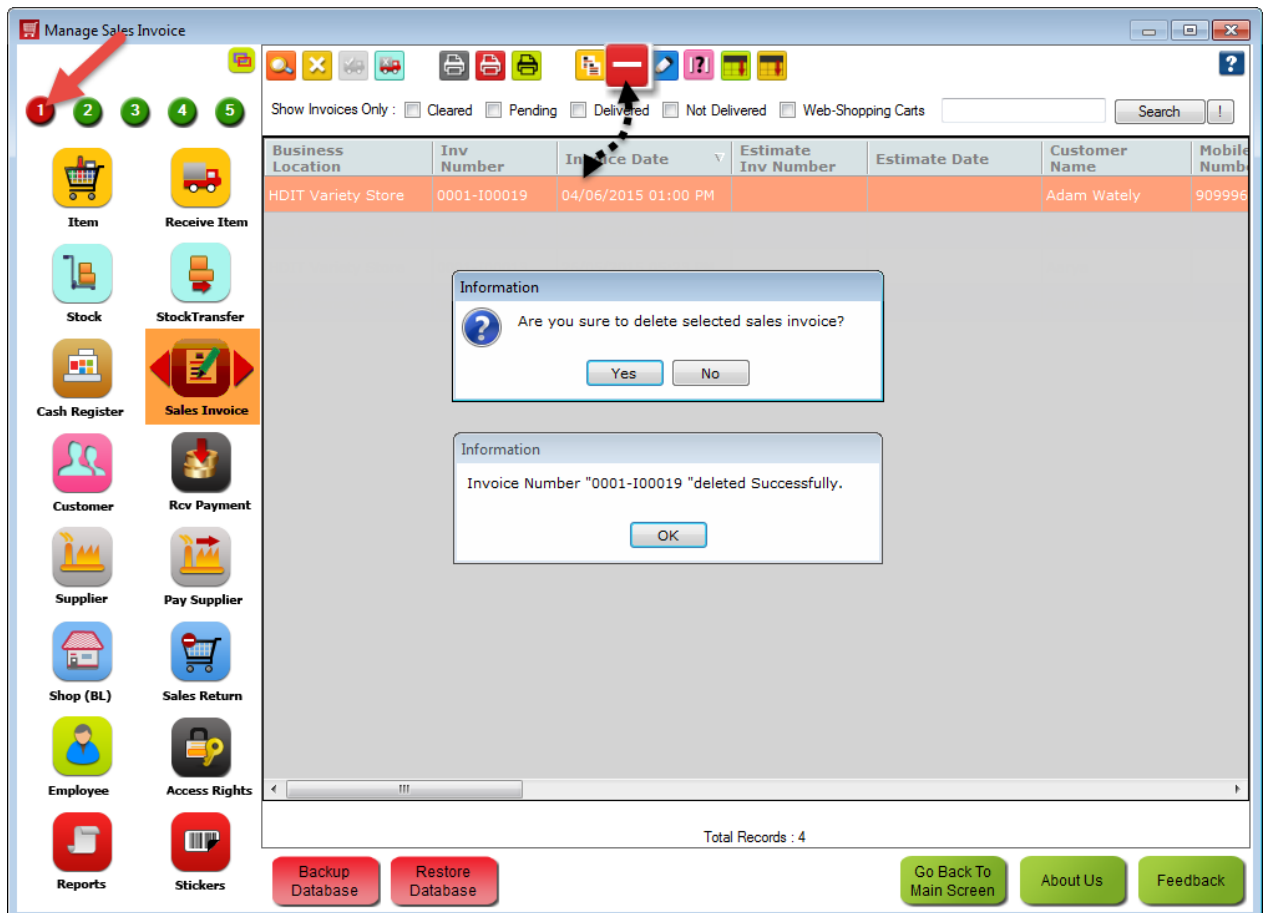 Manage Sales Invoice
1 2 3 4 5
Show Invoices Only : Cleared Pending Delivered Not Delivered Web-Shopping Carts Search !
[?]
?
Item Receive Item
Stock StockTransfer
Cash Register Sales Invoice
Customer Rcv Payment
Supplier Pay Supplier
Shop (BL) Sales Return
Employee Access Rights
Reports Stickers
Business Location
Inv Number
Invoice Date
Estimate Inv Number
Estimate Date
Customer Name
Mobile
HDIT Variety Store 0001-I00019 04/06/2015 01:00 PM Adam Wately 909996
Information
Are you sure to delete selected sales invoice?
Yes No
Information
Invoice Number "0001-I00019 "deleted Successfully.
OK
Total Records : 4
Backup Database
Restore Database
Go Back To Main Screen
About Us
Feedback